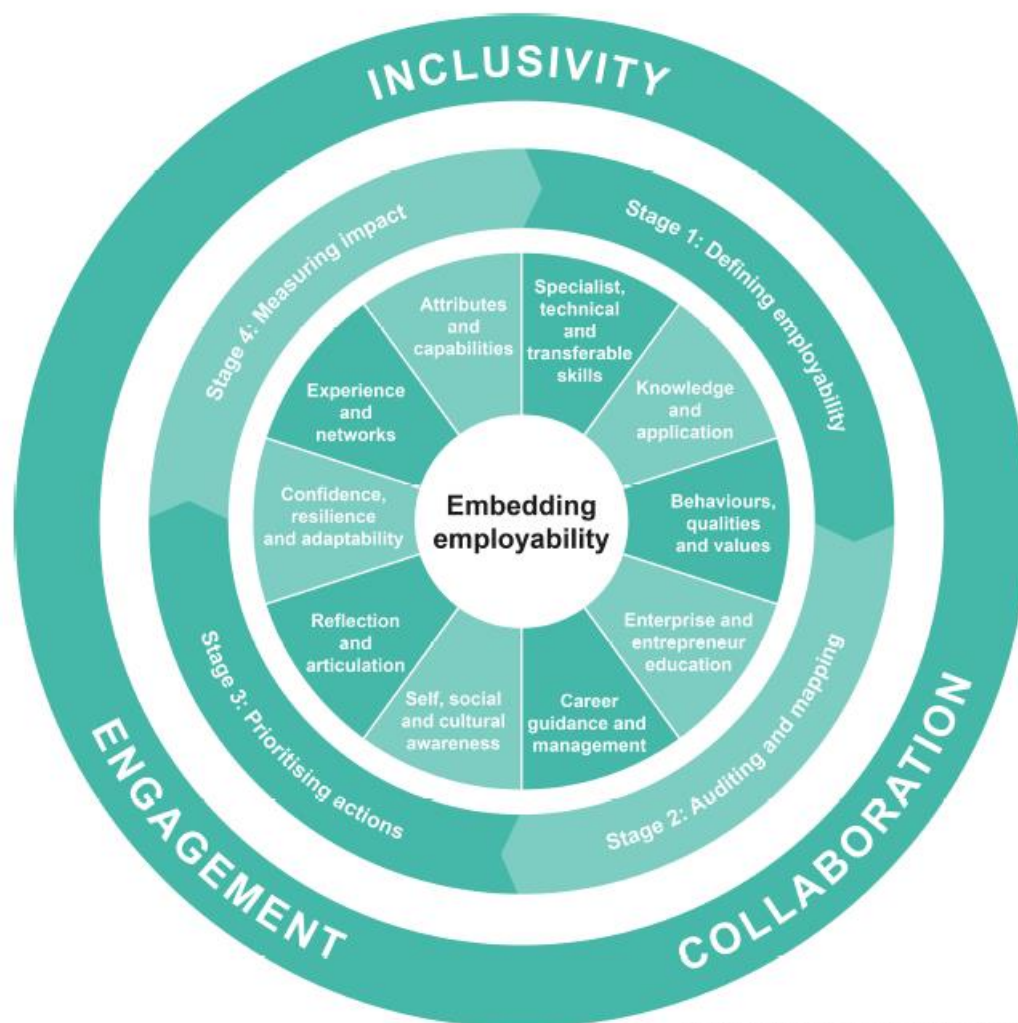 INCLUSIVITY
COLLABORATION
ENGAGEMENT
Stage 1: Defining employability
Stage 2: Auditing and mapping
Stage 3: Prioritising actions
Stage 4: Measuring impact
Specialist,
technical
and
transferable
skills
Knowledge
and
application
Behaviours,
qualities
and values
Enterprise and
entrepreneur
education
Career
guidance and
management
Self, social
and cultural
awareness
Reflection
and
articulation
Confidence,
resilience
and adaptability
Experience
and
networks
Attributes
and
capabilities
Embedding
employability